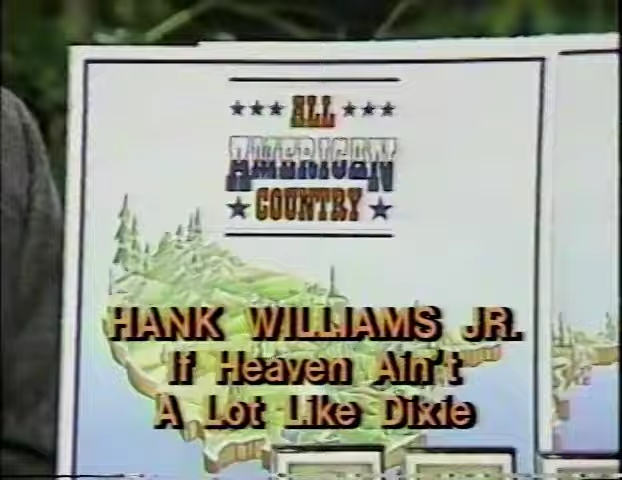 ALL
AMERICAN
COUNTRY
HANK WILLIAMS JR.
If Heaven Ain't
A Lot Like Dixie